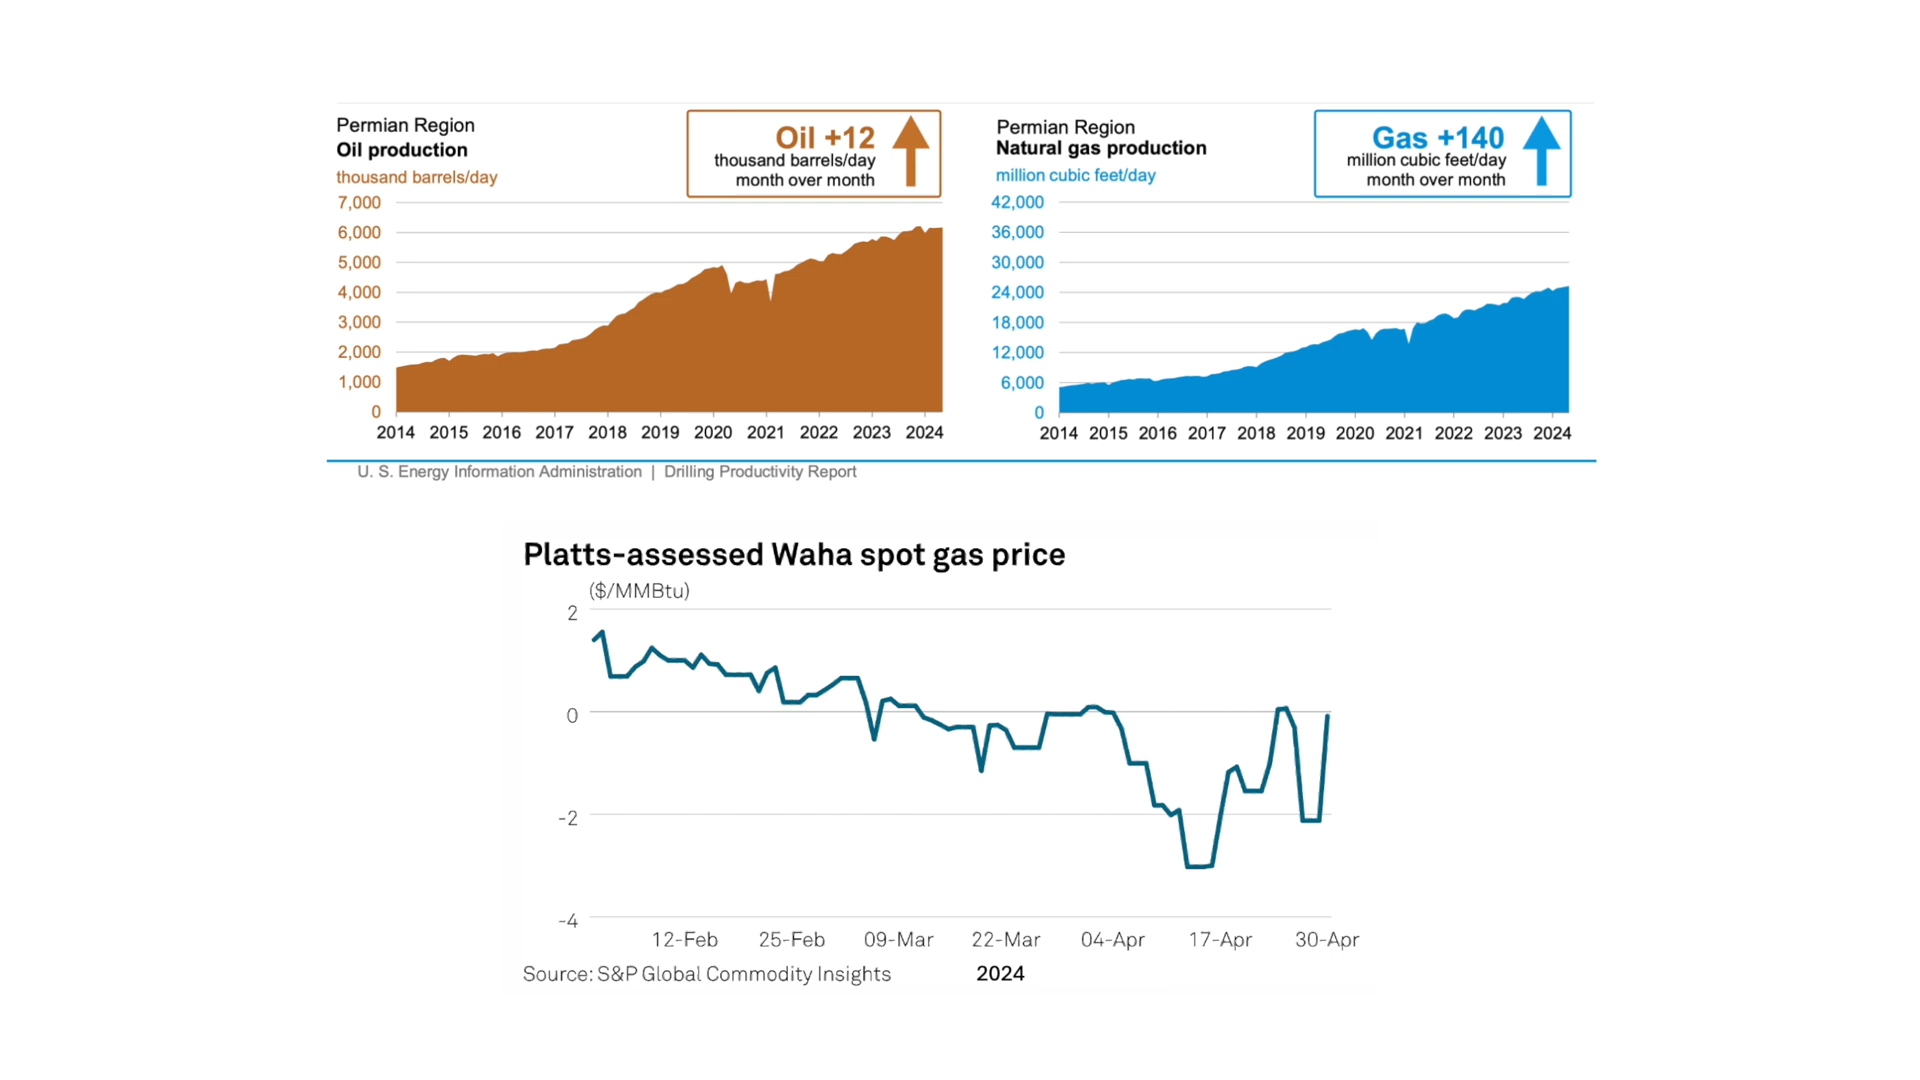 Permian Region
Oil production
thousand barrels/day
Oil +12
thousand barrels/day
month over month
7,000
6,000
5,000
4,000
3,000
2,000
1,000
0
2014 2015 2016 2017 2018 2019 2020 2021 2022 2023 2024
Permian Region
Natural gas production
million cubic feet/day
Gas +140
million cubic feet/day
month over month
42,000
36,000
30,000
24,000
18,000
12,000
6,000
0
2014 2015 2016 2017 2018 2019 2020 2021 2022 2023 2024
U. S. Energy Information Administration | Drilling Productivity Report
Platts-assessed Waha spot gas price
($/MMBtu)
2
0
-2
-4
12-Feb 25-Feb 09-Mar 22-Mar 04-Apr 17-Apr 30-Apr
Source: S&P Global Commodity Insights
2024